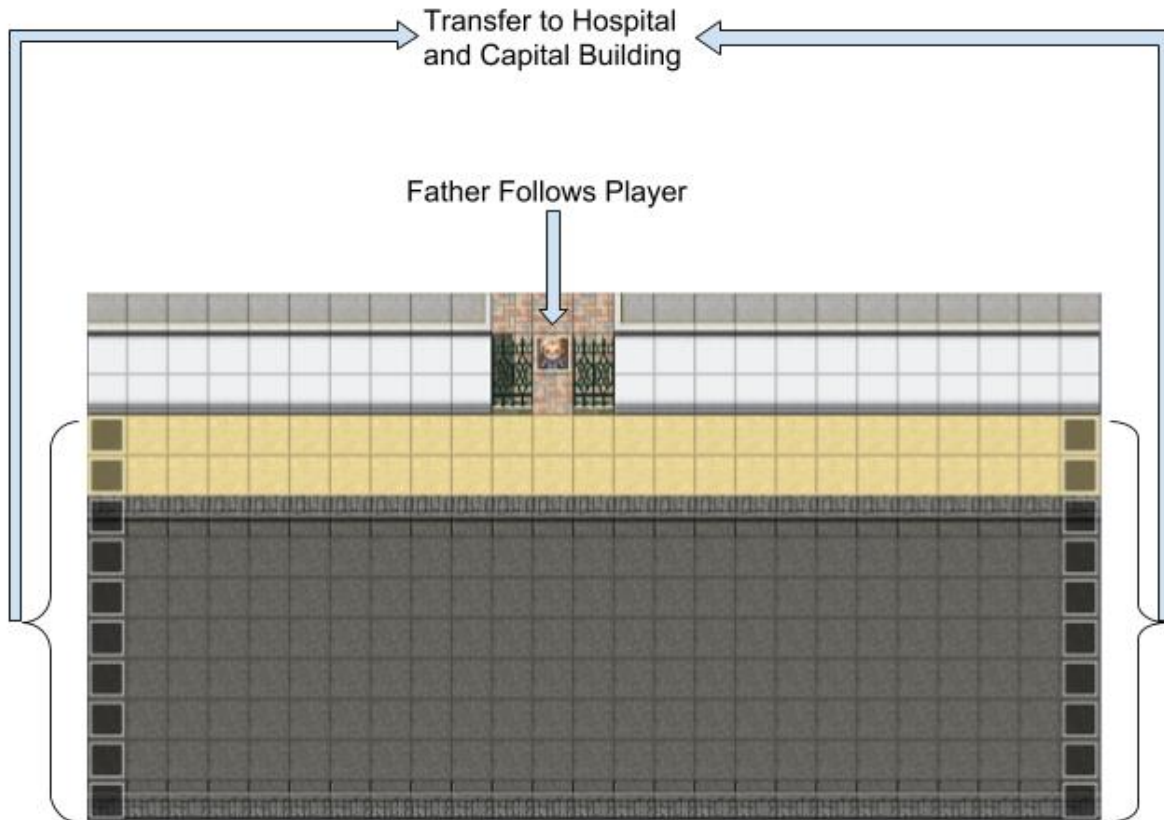 Transfer to Hospital
and Capital Building
Father Follows Player